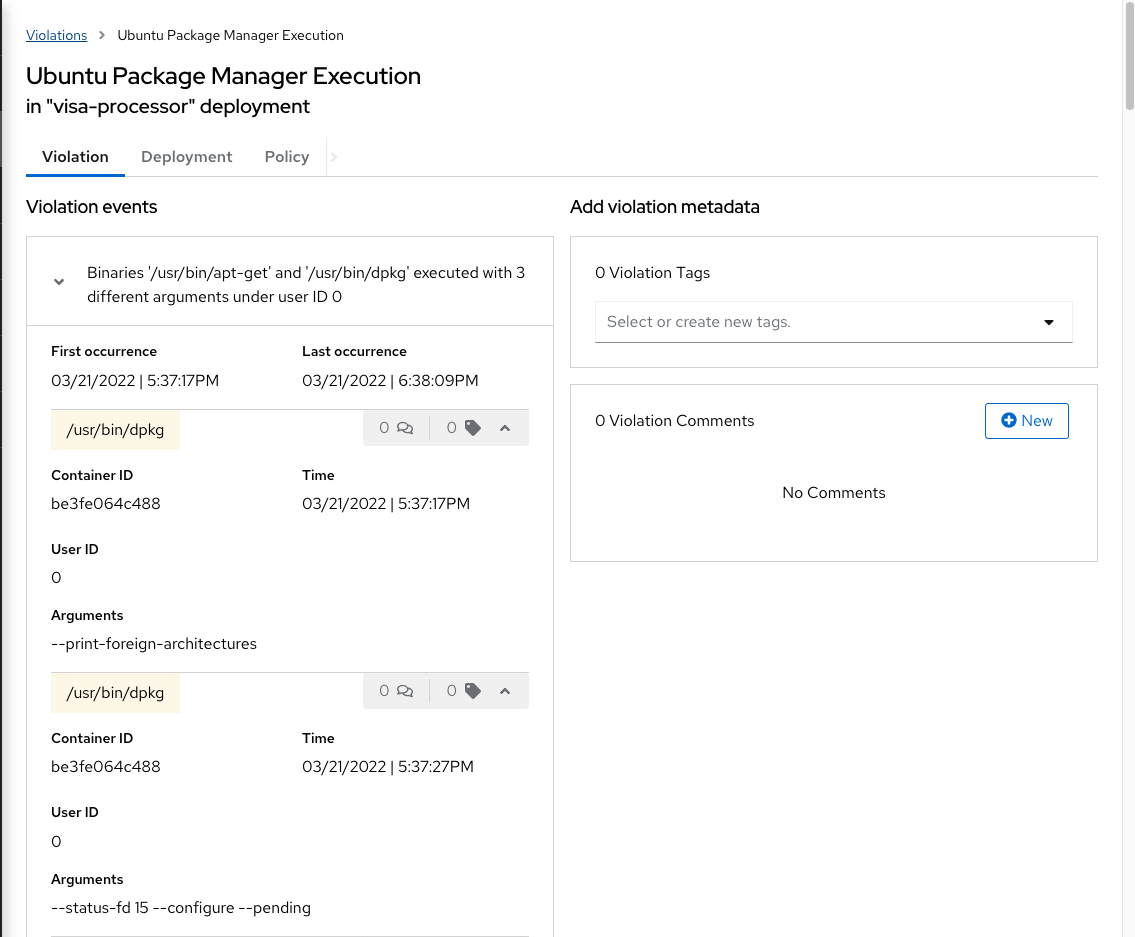 Violations > Ubuntu Package Manager Execution
Ubuntu Package Manager Execution
in "visa-processor" deployment
Violation Deployment Policy
Violation events
Binaries '/usr/bin/apt-get' and '/usr/bin/dpkg' executed with 3
different arguments under user ID 0
First occurrence Last occurrence
03/21/2022 | 5:37:17PM 03/21/2022 | 6:38:09PM
/usr/bin/dpkg 0 0
Container ID Time
be3fe064c488 03/21/2022 | 5:37:17PM
User ID
0
Arguments
--print-foreign-architectures
/usr/bin/dpkg 0 0
Container ID Time
be3fe064c488 03/21/2022 | 5:37:27PM
User ID
0
Arguments
--status-fd 15 --configure --pending
Add violation metadata
0 Violation Tags
Select or create new tags.
0 Violation Comments New
No Comments